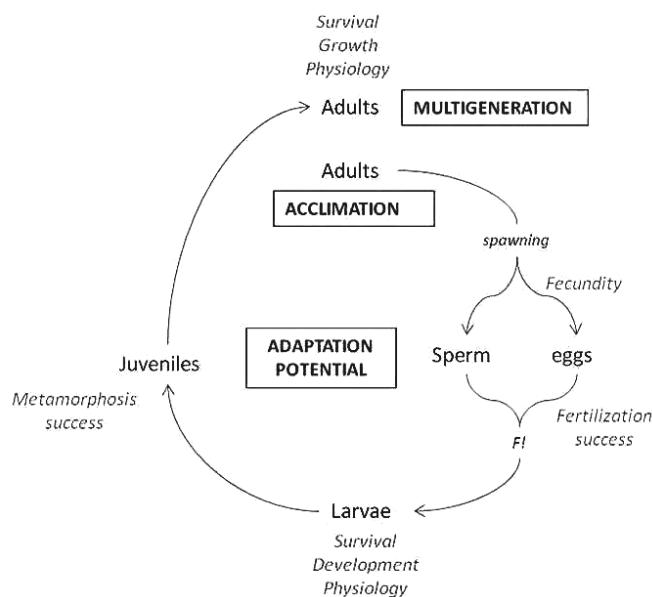 Survival
Growth
Physiology
Adults
MULTIGENERATION
Adults
ACCLIMATION
spawning
Fecundity
Sperm
eggs
ADAPTATION
POTENTIAL
Juveniles
Metamorphosis
success
Fertilization
success
F!
Larvae
Survival
Development
Physiology